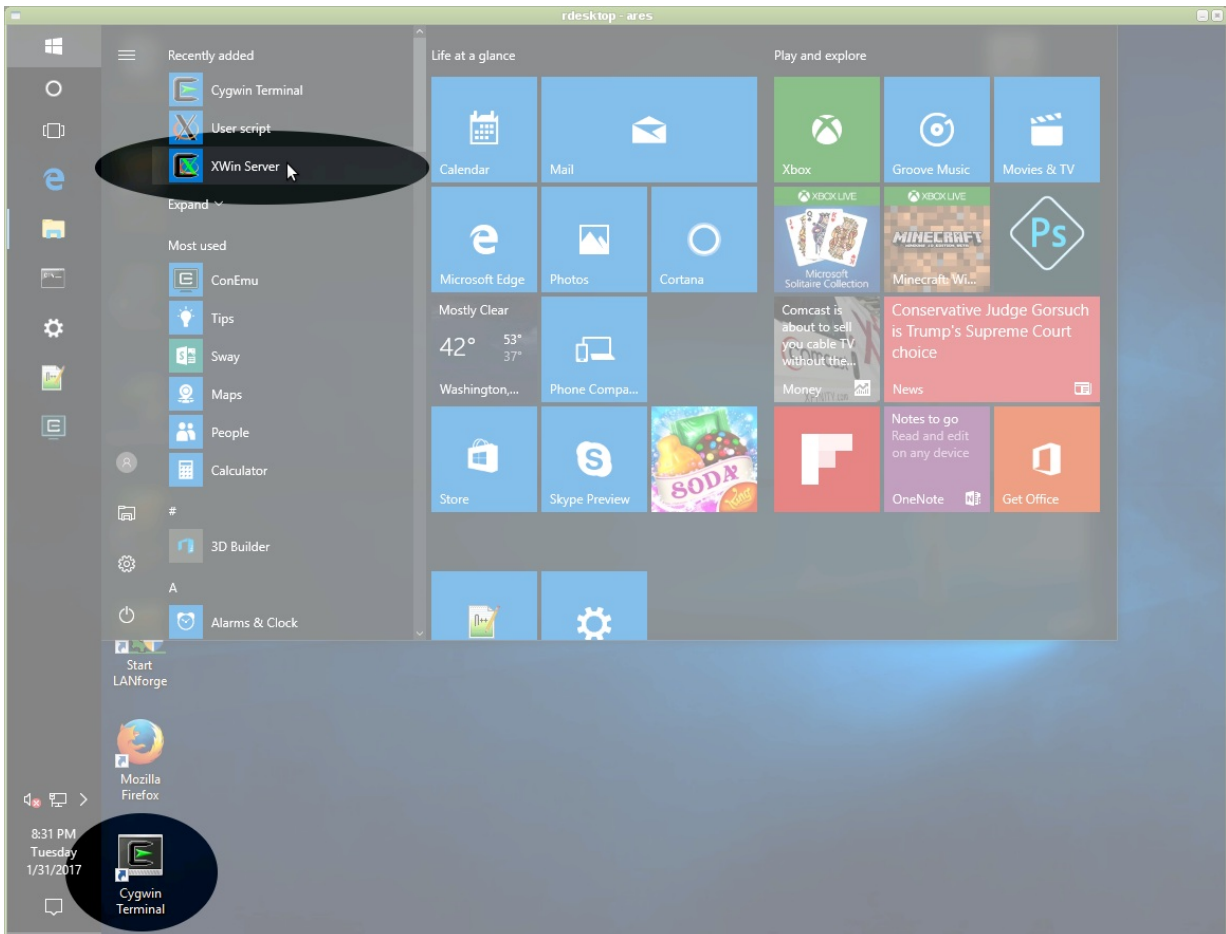 rdesktop - ares
Recently added
Cygwin Terminal
User script
XWin Server
Expand
Most used
ConEmu
Tips
Sway
Maps
People
Calculator
#
3D Builder
A
Alarms & Clock
Life at a glance
Calendar
Mail
Microsoft Edge
Photos
Cortana
Mostly Clear
42°
53°
37°
Washington,...
Phone Compa...
Store
Skype Preview
SODA
King
Play and explore
Xbox
Groove Music
Movies & TV
XBOX LIVE
Microsoft
Solitaire Collection
XBOX LIVE
MINECRAFT
Minecraft: Wi...
Ps
Comcast is
about to sell
you cable TV
without the...
Money
Conservative Judge Gorsuch
is Trump's Supreme Court
choice
News
Notes to go
Read and edit
on any device
OneNote
Get Office
Start
LANforge
Mozilla
Firefox
Cygwin
Terminal
8:31 PM
Tuesday
1/31/2017